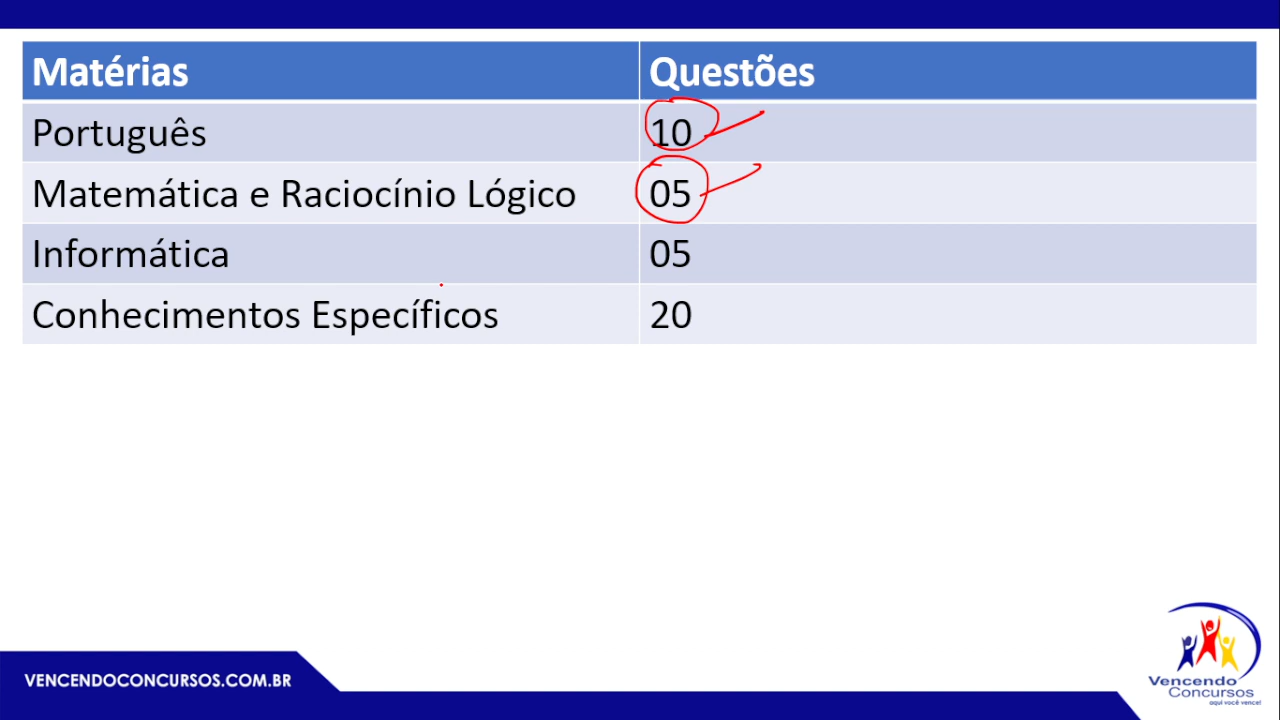 Matérias Questões
Português 10
Matemática e Raciocínio Lógico 05
Informática 05
Conhecimentos Específicos 20
VENCENDOCONCURSOS.COM.BR
Vencendo
Concursos
aqui você vence!